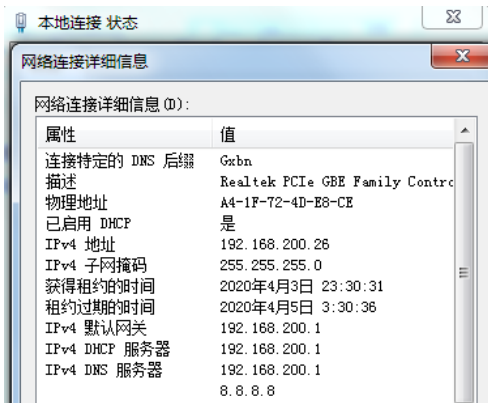 本地连接 状态
网络连接详细信息
网络连接详细信息(D):
属性 值
连接特定的 DNS 后缀 Gxbn
描述 Realtek PCIe GBE Family Contro
物理地址 A4-1F-72-4D-E8-CE
已启用 DHCP 是
IPv4 地址 192.168.200.26
IPv4 子网掩码 255.255.255.0
获得租约的时间 2020年4月3日 23:30:31
租约过期的时间 2020年4月5日 3:30:36
IPv4 默认网关 192.168.200.1
IPv4 DHCP 服务器 192.168.200.1
IPv4 DNS 服务器 192.168.200.1
8.8.8.8